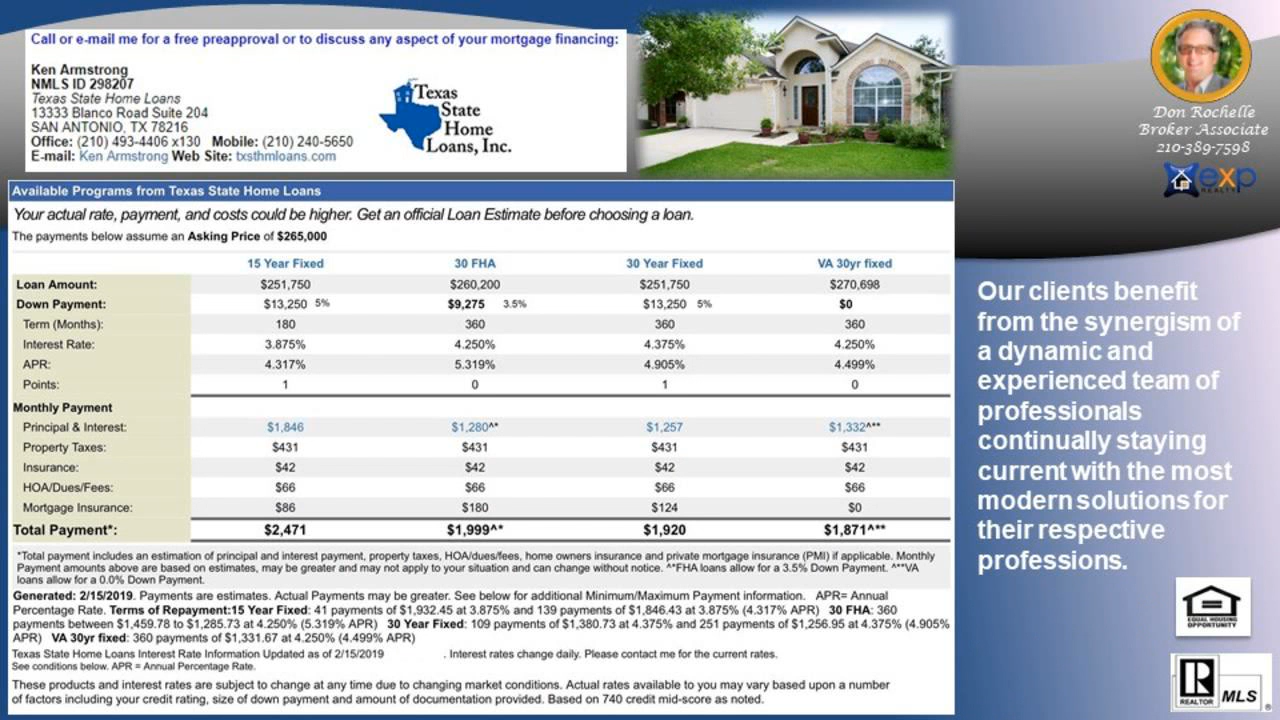 Call or e-mail me for a free preapproval or to discuss any aspect of your mortgage financing:
Ken Armstrong
NMLS ID 298207
Texas State Home Loans
13333 Blanco Road Suite 204
SAN ANTONIO, TX 78216
Office: (210) 493-4406 x130 Mobile: (210) 240-5650
E-mail: Ken Armstrong Web Site: txsthmloans.com
Texas
State
Home
Loans, Inc.
Don Rochelle
Broker Associate
210-389-7598
exp
REALTY
Available Programs from Texas State Home Loans
Your actual rate, payment, and costs could be higher. Get an official Loan Estimate before choosing a loan.
The payments below assume an Asking Price of $265,000
15 Year Fixed 30 FHA 30 Year Fixed VA 30yr fixed
Loan Amount: $251,750 $260,200 $251,750 $270,698
Down Payment: $13,250 5% $9,275 3.5% $13,250 5% $0
Term (Months): 180 360 360 360
Interest Rate: 3.875% 4.250% 4.375% 4.250%
APR: 4.317% 5.319% 4.905% 4.499%
Points: 1 0 1 0
Monthly Payment
Principal & Interest: $1,846 $1,280^* $1,257 $1,332^**
Property Taxes: $431 $431 $431 $431
Insurance: $42 $42 $42 $42
HOA/Dues/Fees: $66 $66 $66 $66
Mortgage Insurance: $86 $180 $124 $0
Total Payment*: $2,471 $1,999^* $1,920 $1,871^**
*Total payment includes an estimation of principal and interest payment, property taxes, HOA/dues/fees, home owners insurance and private mortgage insurance (PMI) if applicable. Monthly
Payment amounts above are based on estimates, may be greater and may not apply to your situation and can change without notice. ^*FHA loans allow for a 3.5% Down Payment. ^**VA
loans allow for a 0.0% Down Payment.
Generated: 2/15/2019. Payments are estimates. Actual Payments may be greater. See below for additional Minimum/Maximum Payment information. APR= Annual
Percentage Rate. Terms of Repayment:15 Year Fixed: 41 payments of $1,932.45 at 3.875% and 139 payments of $1,846.43 at 3.875% (4.317% APR) 30 FHA: 360
payments between $1,459.78 to $1,285.73 at 4.250% (5.319% APR) 30 Year Fixed: 109 payments of $1,380.73 at 4.375% and 251 payments of $1,256.95 at 4.375% (4.905%
APR) VA 30yr fixed: 360 payments of $1,331.67 at 4.250% (4.499% APR)
Texas State Home Loans Interest Rate Information Updated as of 2/15/2019 . Interest rates change daily. Please contact me for the current rates.
See conditions below. APR = Annual Percentage Rate.
These products and interest rates are subject to change at any time due to changing market conditions. Actual rates available to you may vary based upon a number
of factors including your credit rating, size of down payment and amount of documentation provided. Based on 740 credit mid-score as noted.
Our clients benefit
from the synergism of
a dynamic and
experienced team of
professionals
continually staying
current with the most
modern solutions for
their respective
professions.
EQUAL HOUSING
OPPORTUNITY
R
REALTOR
MLS
®